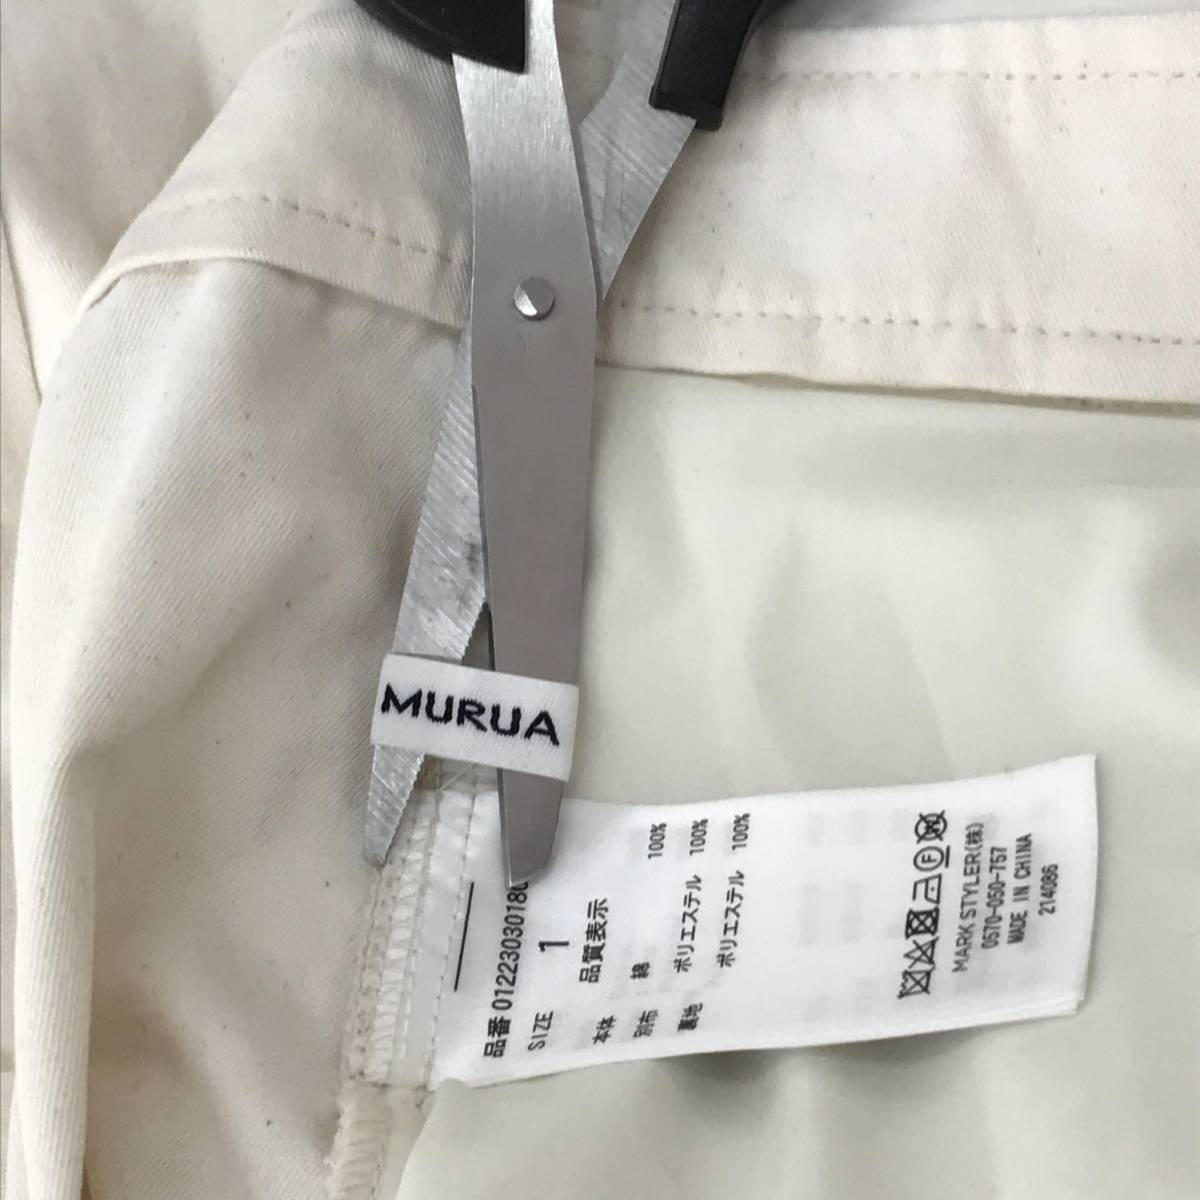 MURUA
品番 0122303018
SIZE 1
品質表示
本体 綿 100%
別布 ポリエステル 100%
裏地 ポリエステル 100%
MARK STYLER(株)
0570-050-757
MADE IN CHINA
214086